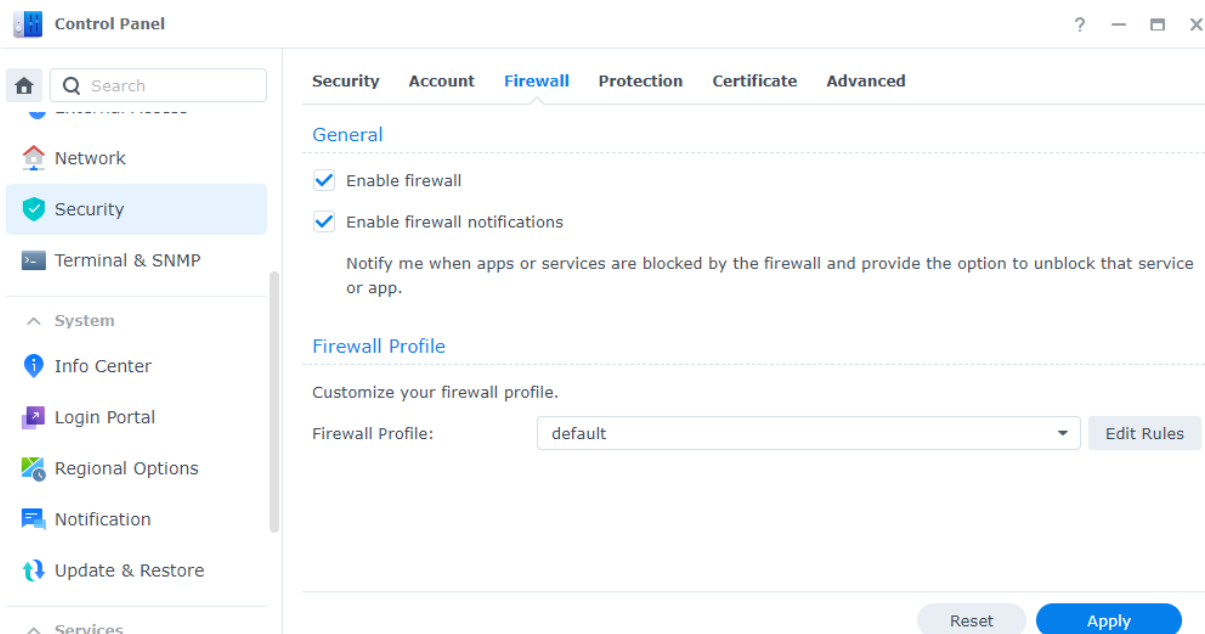 Control Panel
Search
Network
Security
Terminal & SNMP
System
Info Center
Login Portal
Regional Options
Notification
Update & Restore
Services
Security Account Firewall Protection Certificate Advanced
General
Enable firewall
Enable firewall notifications
Notify me when apps or services are blocked by the firewall and provide the option to unblock that service
or app.
Firewall Profile
Customize your firewall profile.
Firewall Profile: default Edit Rules
Reset Apply